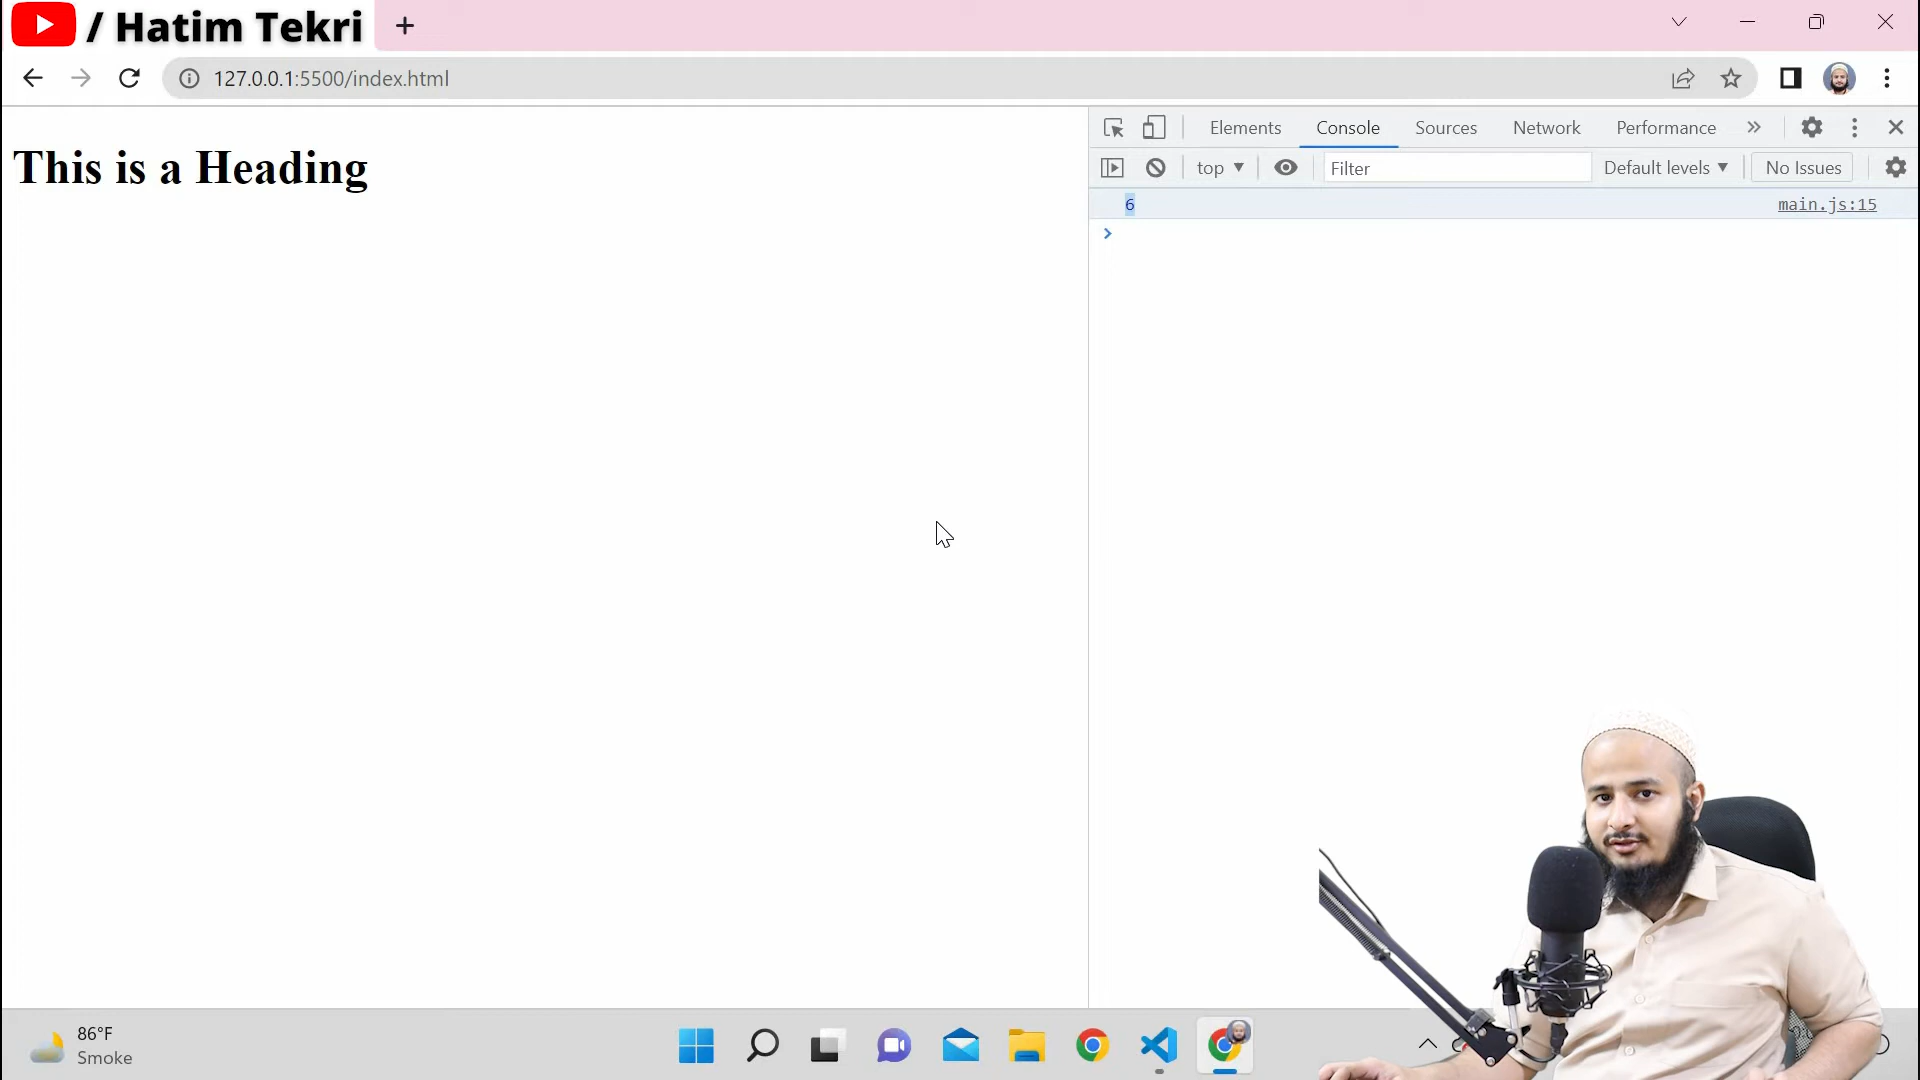 / Hatim Tekri
127.0.0.1:5500/index.html
This is a Heading
Elements Console Sources Network Performance
top Filter Default levels No Issues
6 main.js:15
86°F
Smoke